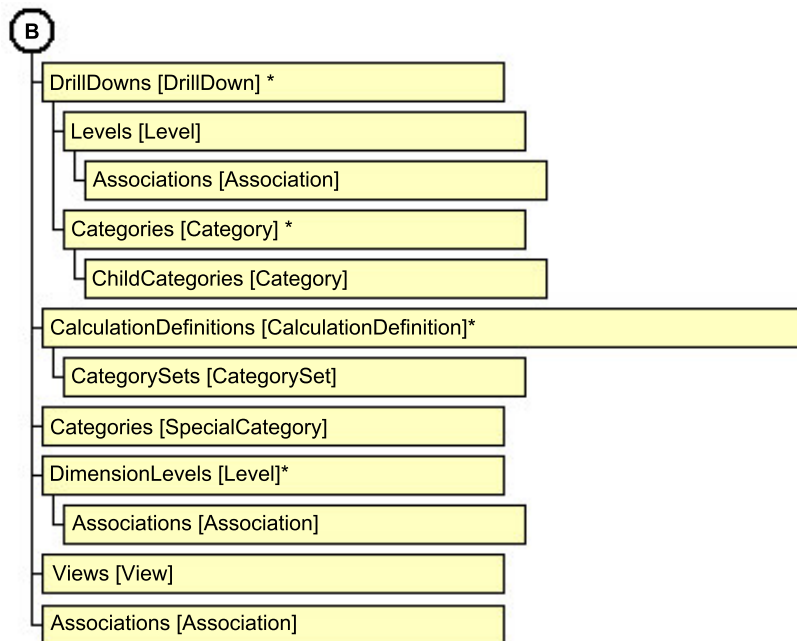 B
DrillDowns [DrillDown] *
Levels [Level]
Associations [Association]
Categories [Category] *
ChildCategories [Category]
CalculationDefinitions [CalculationDefinition]*
CategorySets [CategorySet]
Categories [SpecialCategory]
DimensionLevels [Level]*
Associations [Association]
Views [View]
Associations [Association]